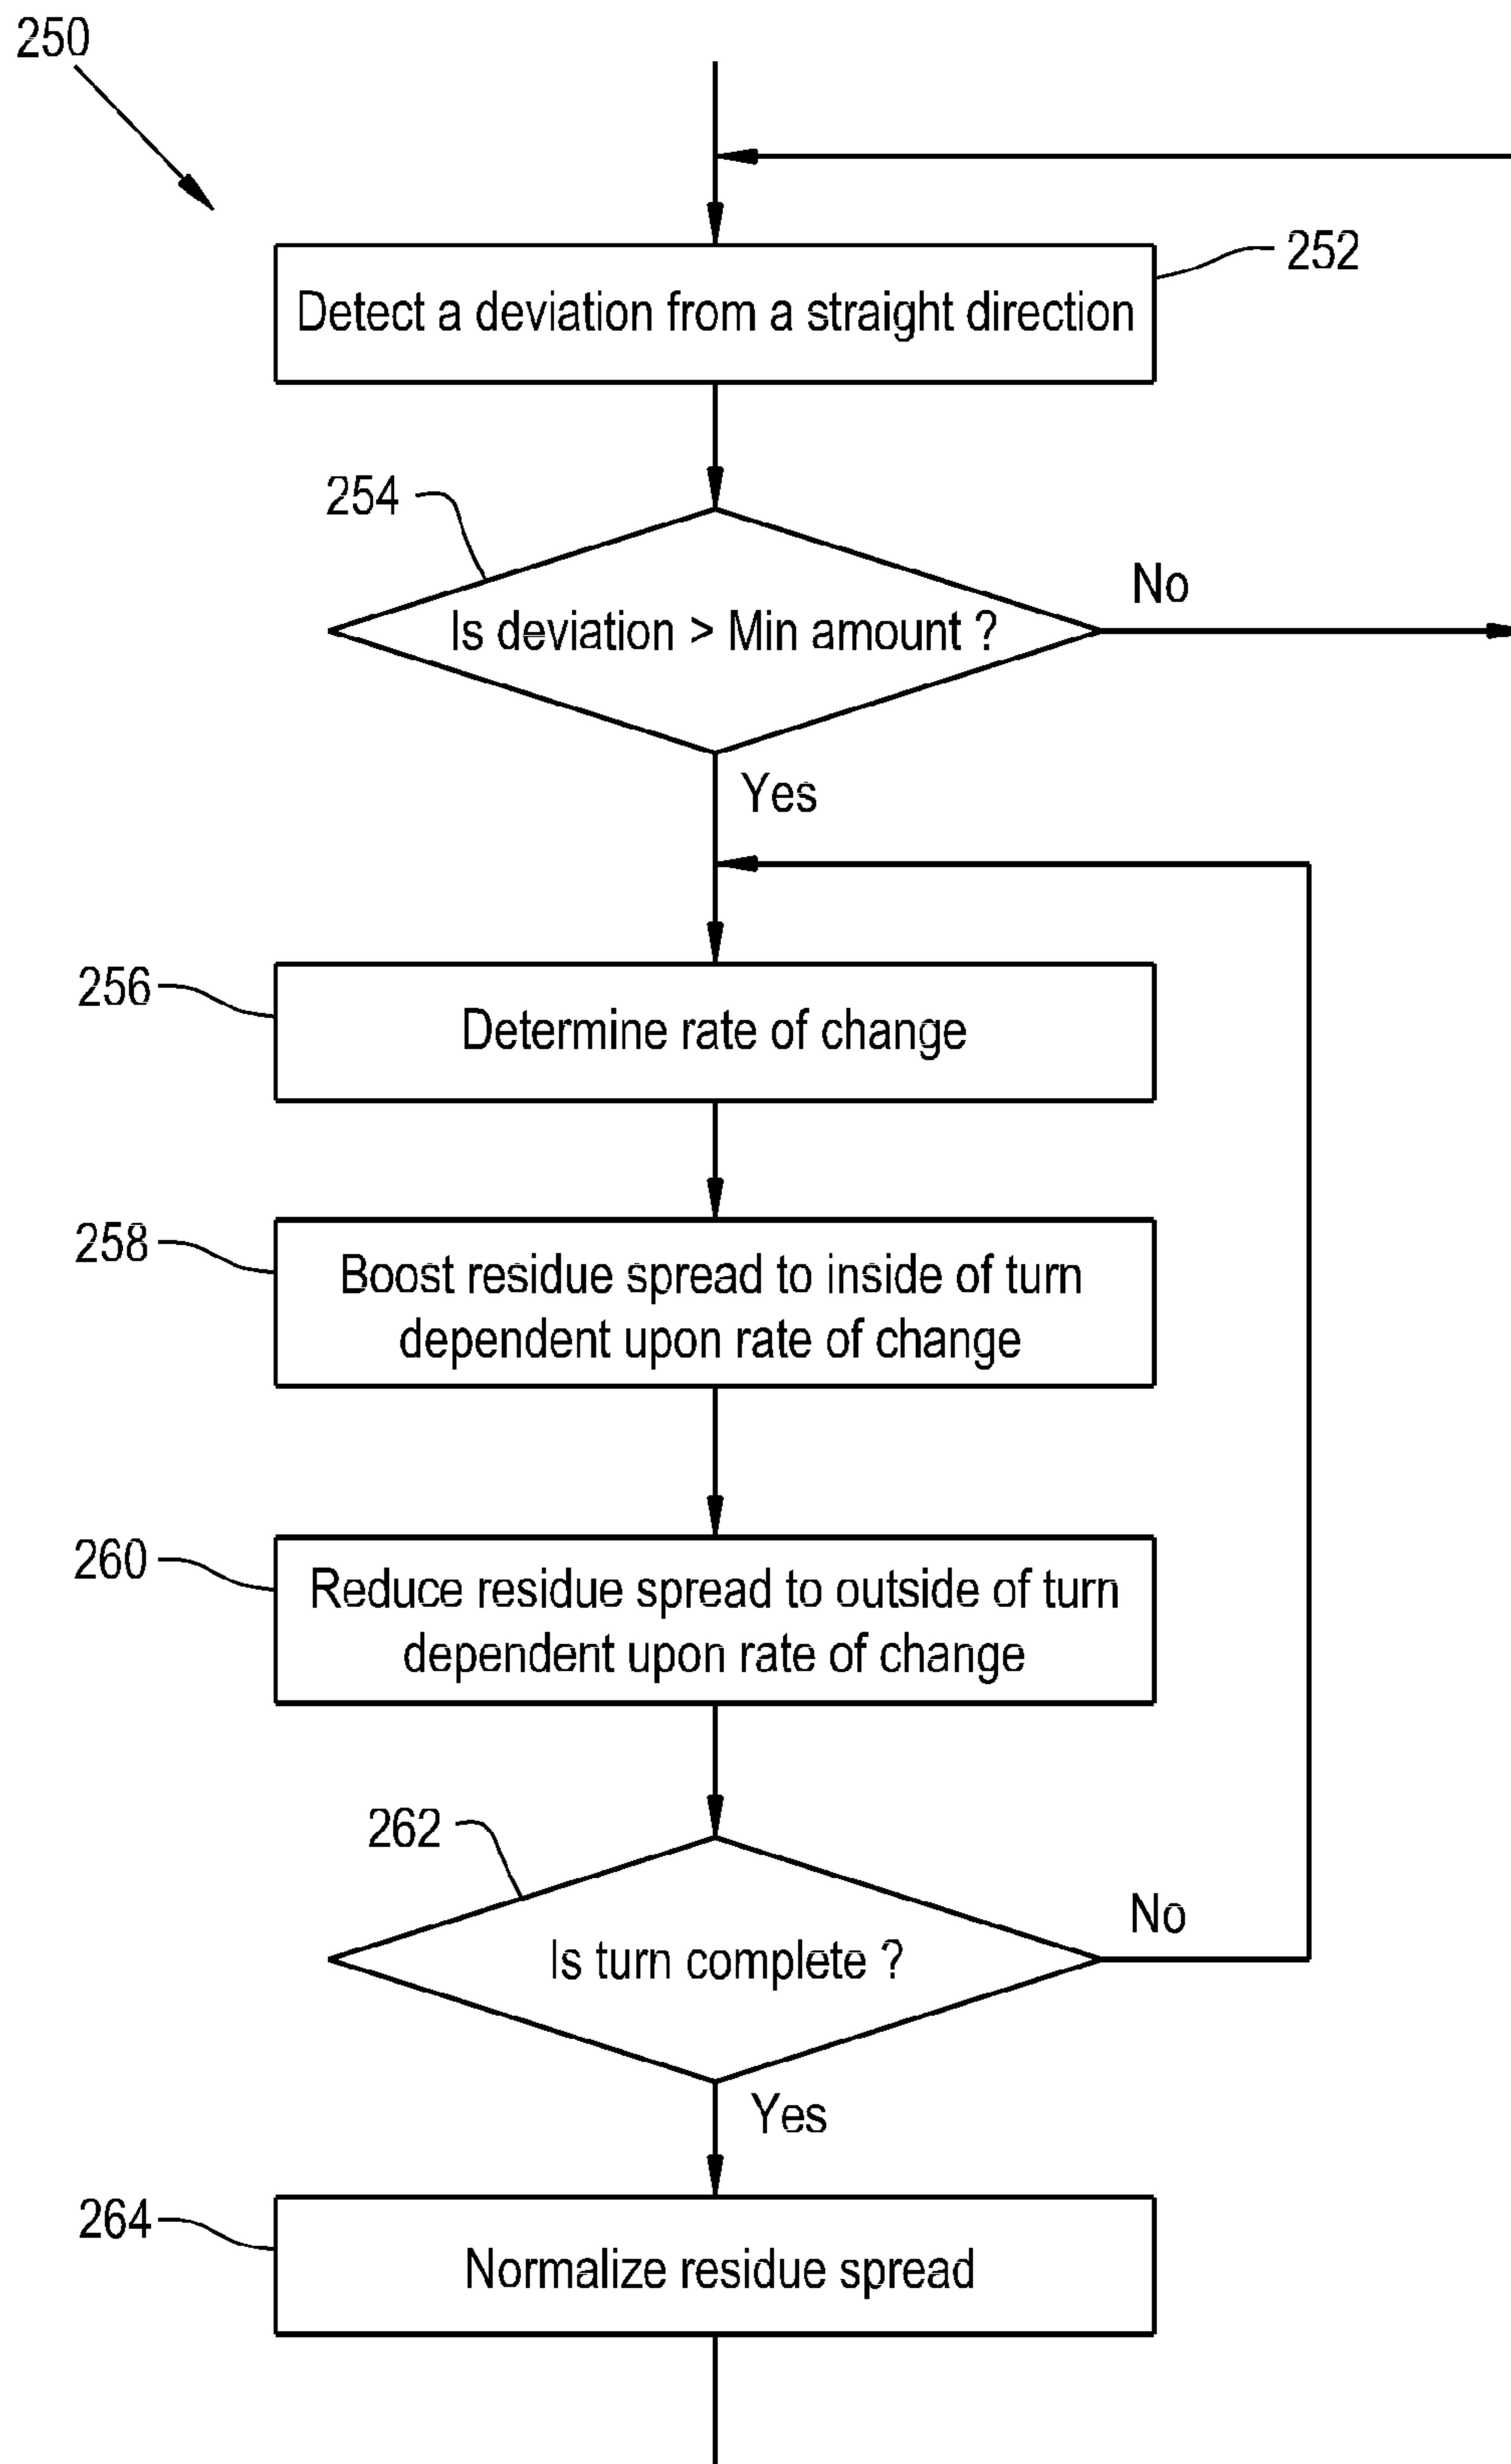 250
252
Detect a deviation from a straight direction
254
No
Is deviation > Min amount ?
Yes
256
Determine rate of change
258
Boost residue spread to inside of turn
dependent upon rate of change
260
Reduce residue spread to outside of turn
dependent upon rate of change
262
No
Is turn complete ?
Yes
264
Normalize residue spread